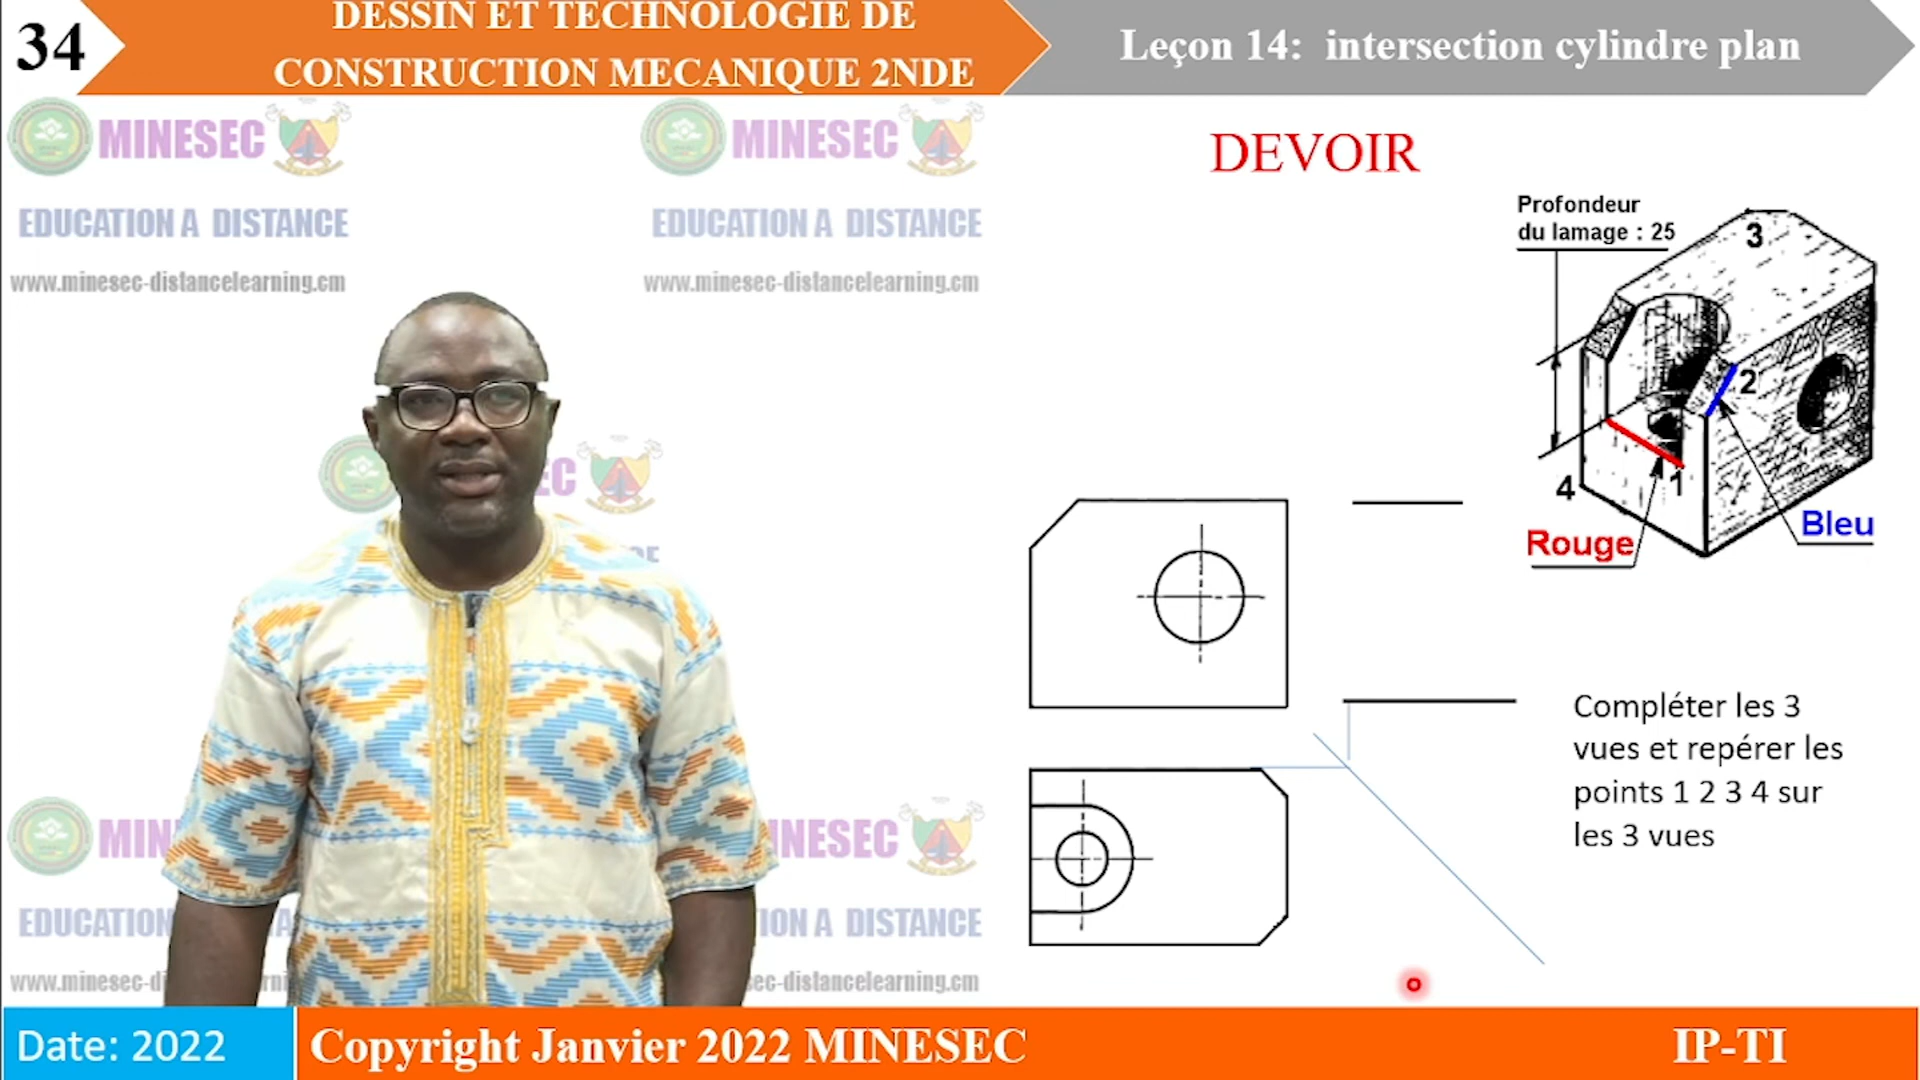 34
DESSIN ET TECHNOLOGIE DE
CONSTRUCTION MECANIQUE 2NDE
Leçon 14: intersection cylindre plan
MINESEC
EDUCATION A DISTANCE
www.minesec-distancelearning.cm
MINESEC
EDUCATION A DISTANCE
www.minesec-distancelearning.cm
DEVOIR
Profondeur
du lamage : 25
3
2
4
1
Rouge
Bleu
Compléter les 3
vues et repérer les
points 1 2 3 4 sur
les 3 vues
Date: 2022
Copyright Janvier 2022 MINESEC
IP-TI